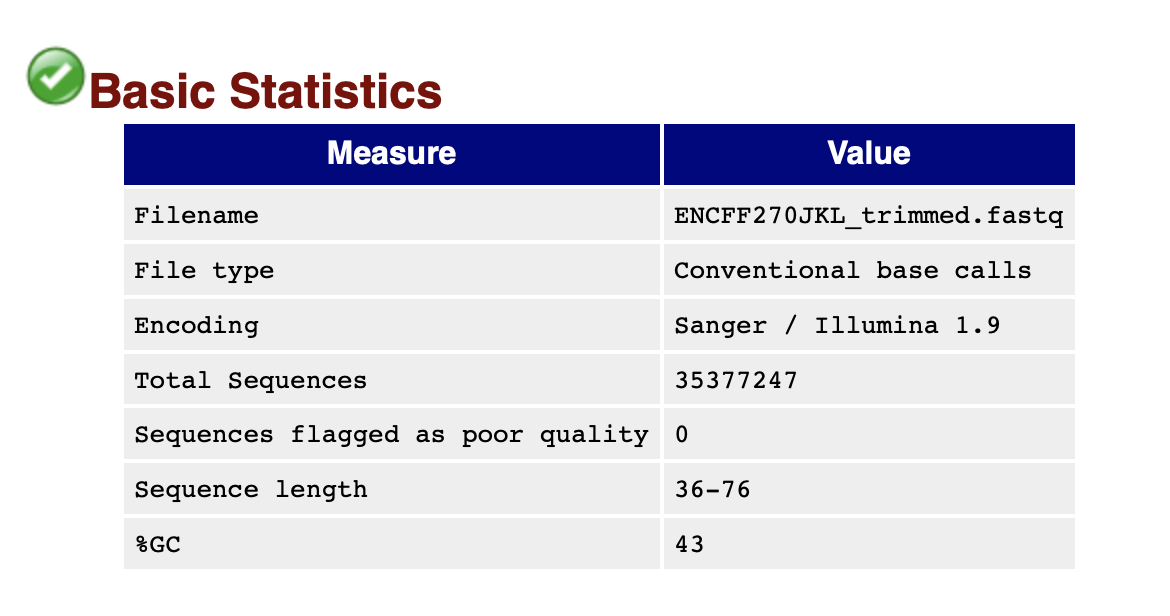 Basic Statistics
Measure Value
Filename ENCFF270JKL_trimmed.fastq
File type Conventional base calls
Encoding Sanger / Illumina 1.9
Total Sequences 35377247
Sequences flagged as poor quality 0
Sequence length 36-76
%GC 43